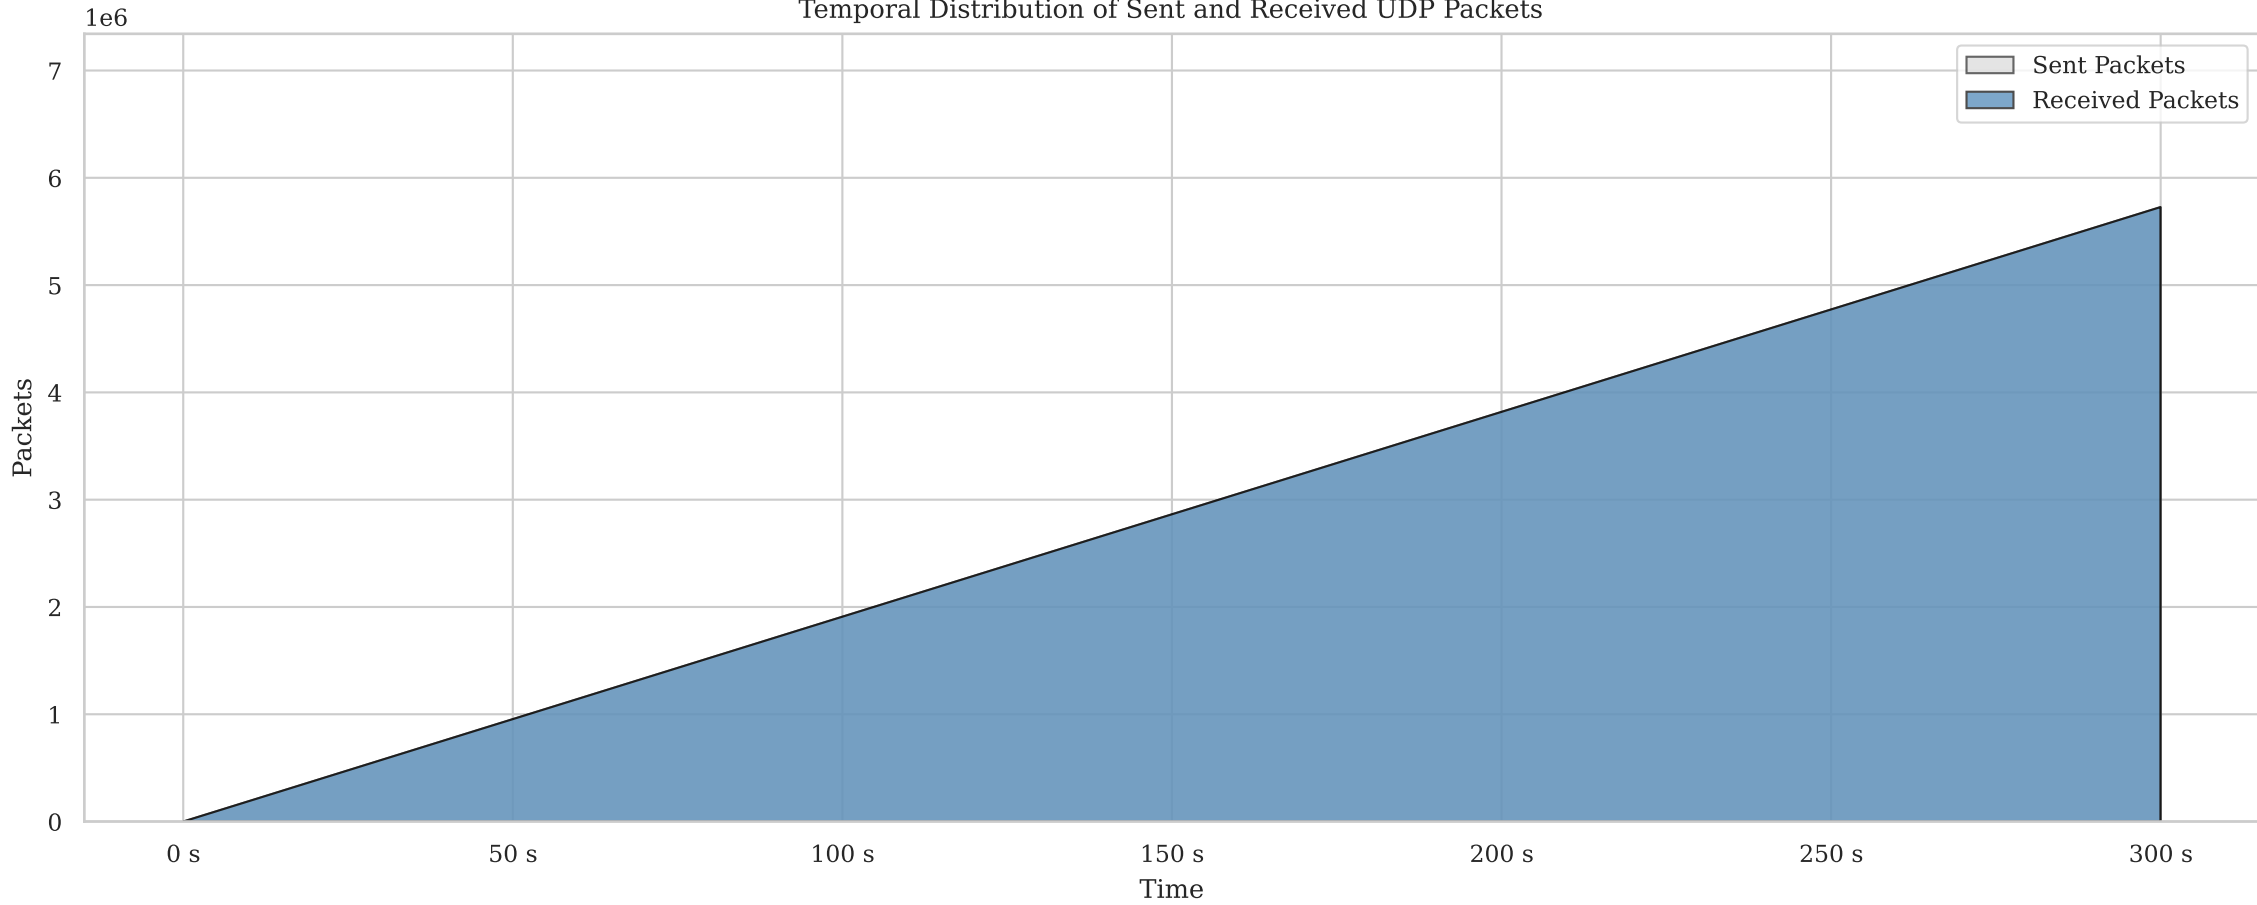 Temporal Distribution of Sent and Received UDP Packets
1e6
7
6
5
4
3
2
1
0
Packets
Sent Packets
Received Packets
0 s
50 s
100 s
150 s
200 s
250 s
300 s
Time